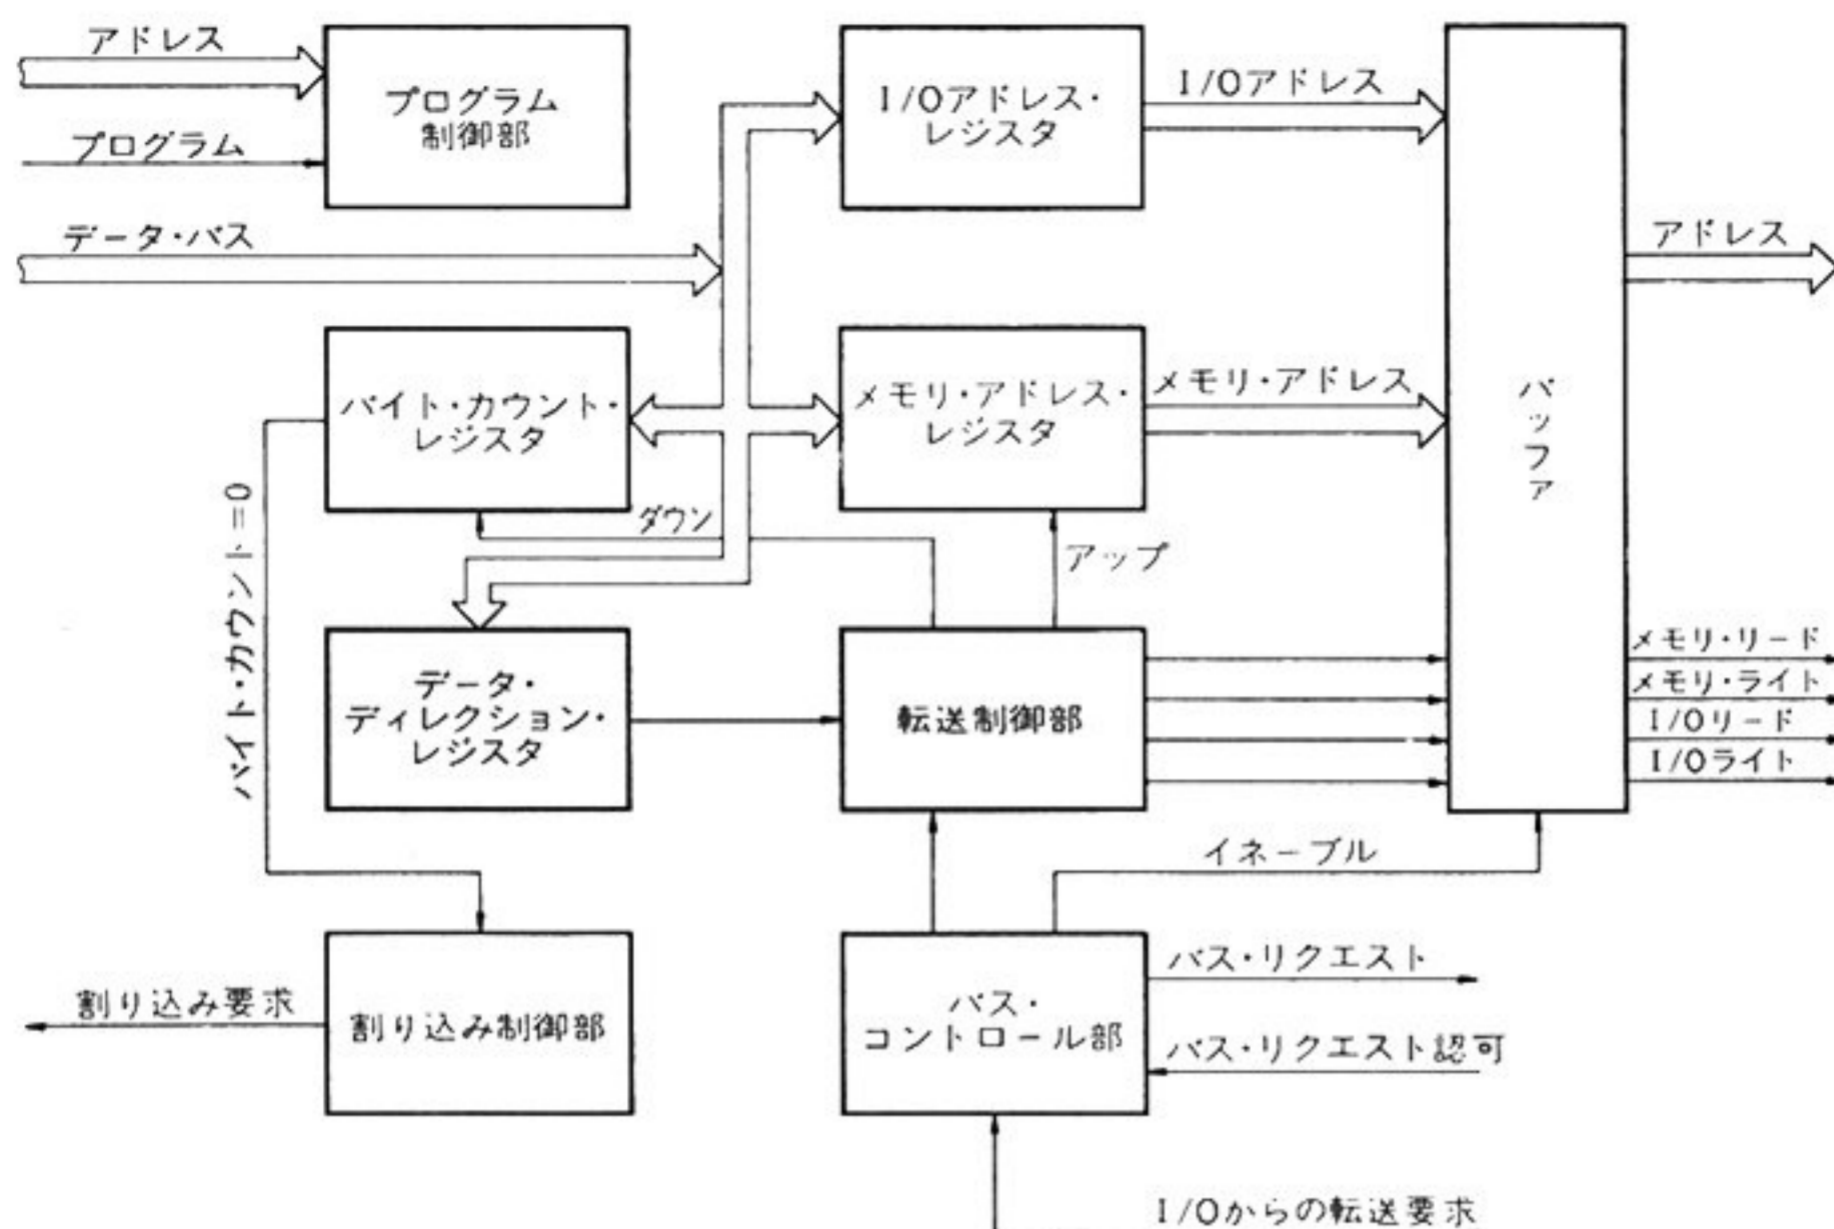 アドレス
プログラム
プログラム
制御部
データ・バス
I/Oアドレス・
レジスタ
I/Oアドレス
バッファ
アドレス
バイト・カウント・
レジスタ
メモリ・アドレス・
レジスタ
メモリ・アドレス
ダウン
アップ
バイト・カウント=0
データ・
ディレクション・
レジスタ
転送制御部
メモリ・リード
メモリ・ライト
I/Oリード
I/Oライト
イネーブル
割り込み要求
割り込み制御部
バス・
コントロール部
バス・リクエスト
バス・リクエスト認可
I/Oからの転送要求